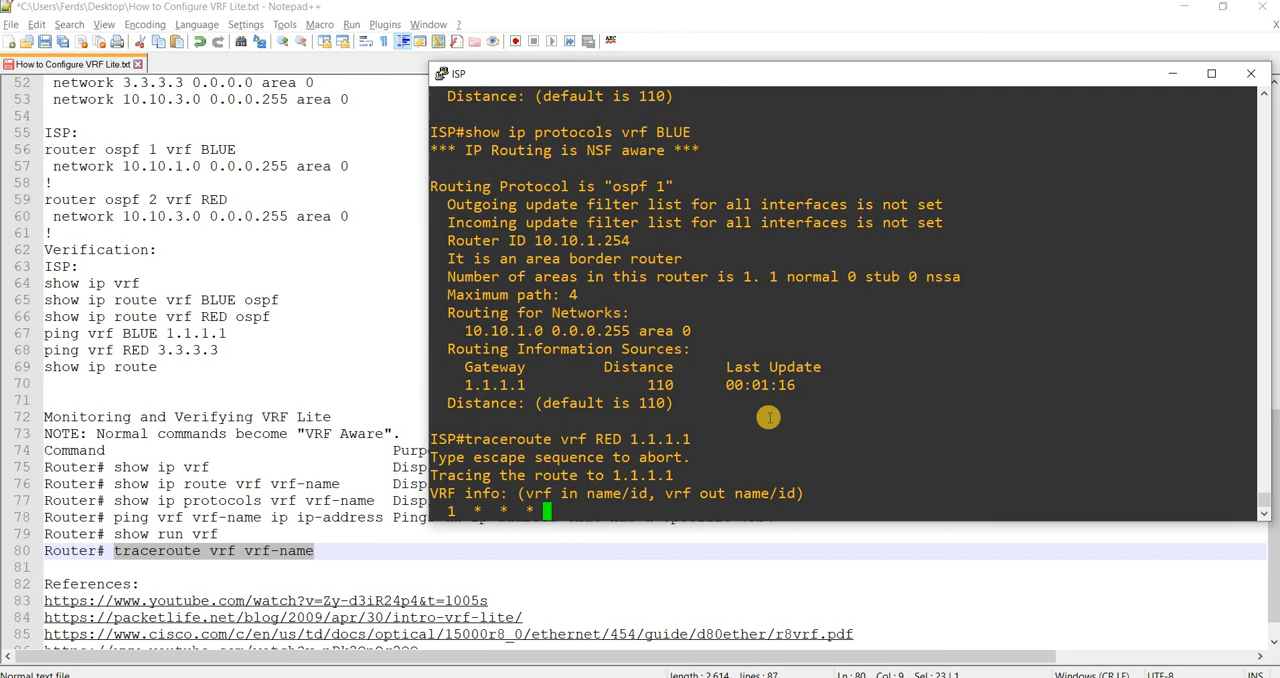 *C:\Users\Ferds\Desktop\How to Configure VRF Lite.txt - Notepad++
File Edit Search View Encoding Language Settings Tools Macro Run Plugins Window ?
How to Configure VRF Lite.txt
52 network 3.3.3.3 0.0.0.0 area 0
53 network 10.10.3.0 0.0.0.255 area 0
54
55 ISP:
56 router ospf 1 vrf BLUE
57 network 10.10.1.0 0.0.0.255 area 0
58 !
59 router ospf 2 vrf RED
60 network 10.10.3.0 0.0.0.255 area 0
61 !
62 Verification:
63 ISP:
64 show ip vrf
65 show ip route vrf BLUE ospf
66 show ip route vrf RED ospf
67 ping vrf BLUE 1.1.1.1
68 ping vrf RED 3.3.3.3
69 show ip route
70
71
72 Monitoring and Verifying VRF Lite
73 NOTE: Normal commands become "VRF Aware".
74 Command Purp
75 Router# show ip vrf Disp
76 Router# show ip route vrf vrf-name Disp
77 Router# show ip protocols vrf vrf-name Disp
78 Router# ping vrf vrf-name ip ip-address Ping
79 Router# show run vrf
80 Router# traceroute vrf vrf-name
81
82 References:
83 https://www.youtube.com/watch?v=Zy-d3iR24p4&t=1005s
84 https://packetlife.net/blog/2009/apr/30/intro-vrf-lite/
85 https://www.cisco.com/c/en/us/td/docs/optical/15000r8_0/ethernet/454/guide/d80ether/r8vrf.pdf
Normal text file length : 2,614 lines : 87 Ln : 80 Col : 9 Sel : 23 | 1 Windows (CR LF) UTF-8 INS
ISP
Distance: (default is 110)
ISP#show ip protocols vrf BLUE
*** IP Routing is NSF aware ***
Routing Protocol is "ospf 1"
Outgoing update filter list for all interfaces is not set
Incoming update filter list for all interfaces is not set
Router ID 10.10.1.254
It is an area border router
Number of areas in this router is 1. 1 normal 0 stub 0 nssa
Maximum path: 4
Routing for Networks:
10.10.1.0 0.0.0.255 area 0
Routing Information Sources:
Gateway Distance Last Update
1.1.1.1 110 00:01:16
Distance: (default is 110)
ISP#traceroute vrf RED 1.1.1.1
Type escape sequence to abort.
Tracing the route to 1.1.1.1
VRF info: (vrf in name/id, vrf out name/id)
1 * * *